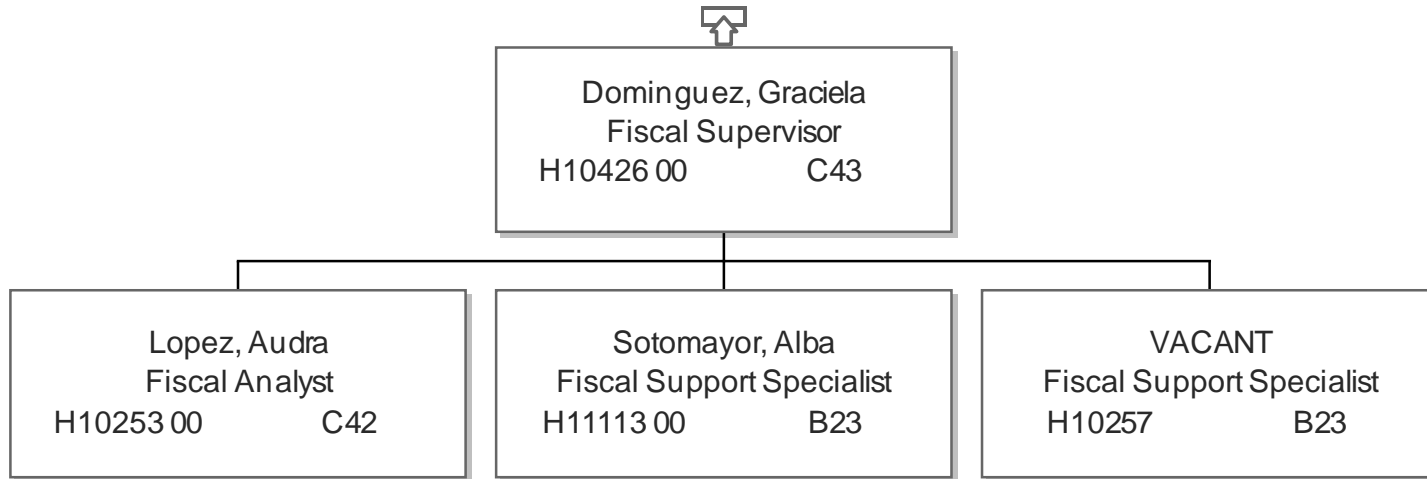 Dominguez, Graciela
Fiscal Supervisor
H10426 00 C43
Lopez, Audra
Fiscal Analyst
H10253 00 C42
Sotomayor, Alba
Fiscal Support Specialist
H11113 00 B23
VACANT
Fiscal Support Specialist
H10257 B23